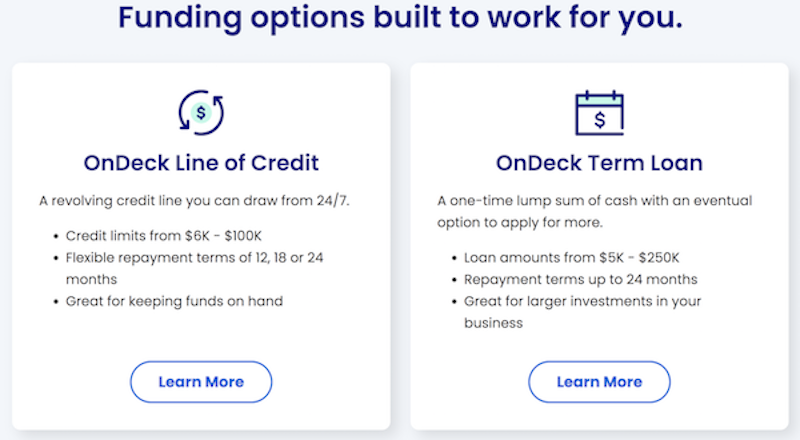 Funding options built to work for you.
$
OnDeck Line of Credit
A revolving credit line you can draw from 24/7.
• Credit limits from $6K - $100K
• Flexible repayment terms of 12, 18 or 24
months
• Great for keeping funds on hand
Learn More
$
OnDeck Term Loan
A one-time lump sum of cash with an eventual
option to apply for more.
• Loan amounts from $5K - $250K
• Repayment terms up to 24 months
• Great for larger investments in your
business
Learn More